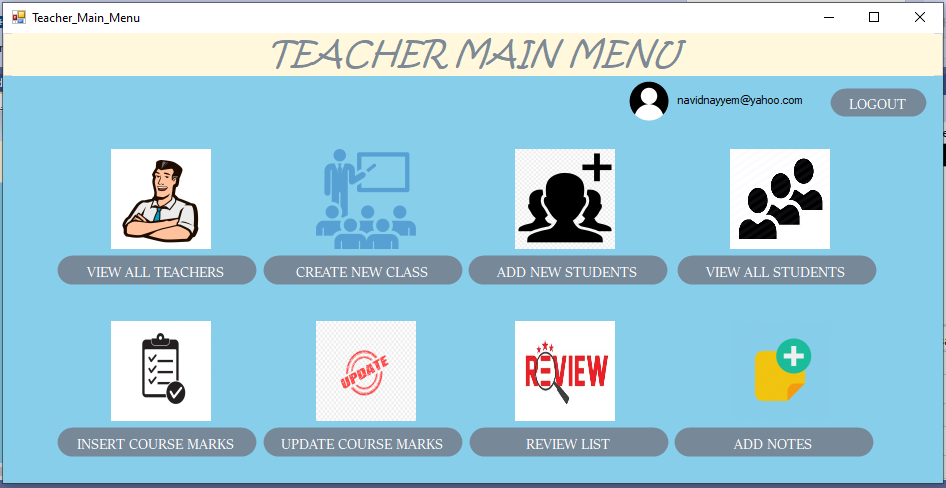 Teacher_Main_Menu
TEACHER MAIN MENU
navidnayyem@yahoo.com
LOGOUT
VIEW ALL TEACHERS
CREATE NEW CLASS
ADD NEW STUDENTS
VIEW ALL STUDENTS
UPDATE
REVIEW
INSERT COURSE MARKS
UPDATE COURSE MARKS
REVIEW LIST
ADD NOTES